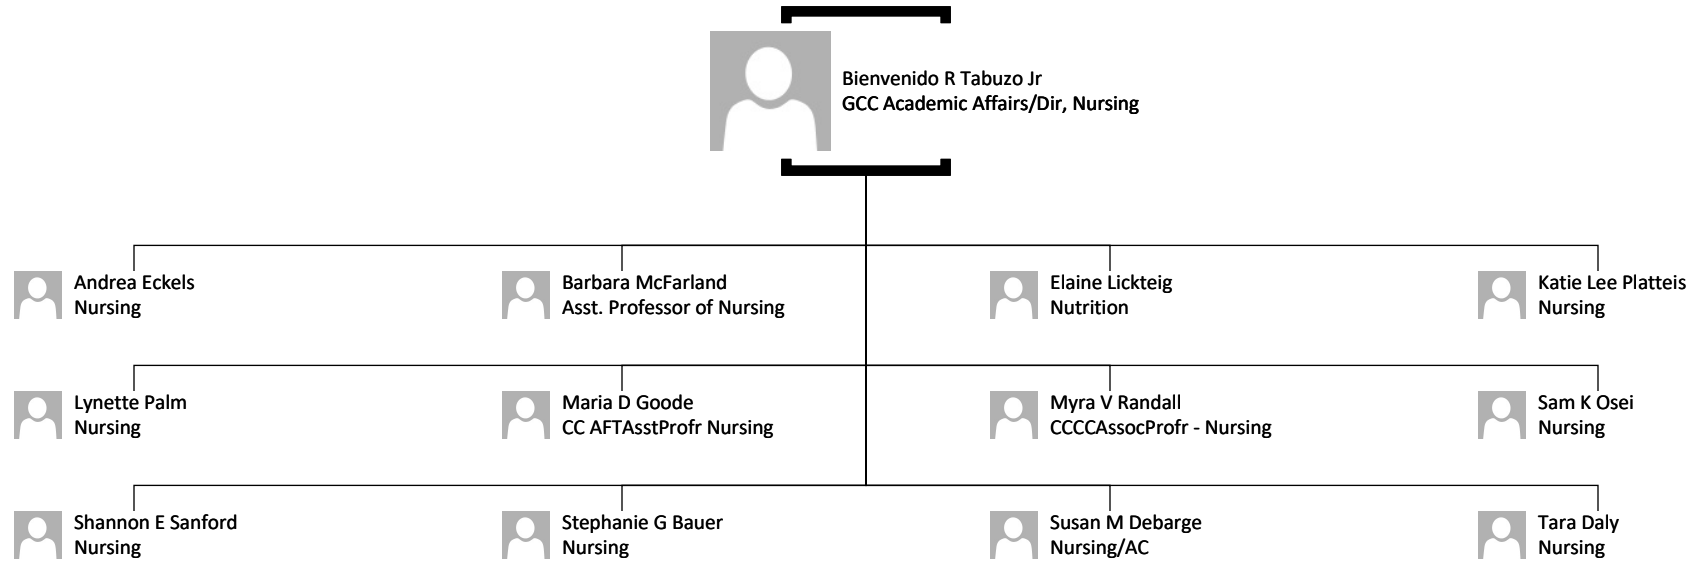 Bienvenido R Tabuzo Jr
GCC Academic Affairs/Dir, Nursing
Andrea Eckels
Nursing
Barbara McFarland
Asst. Professor of Nursing
Elaine Lickteig
Nutrition
Katie Lee Platteis
Nursing
Lynette Palm
Nursing
Maria D Goode
CC AFTAsstProfr Nursing
Myra V Randall
CCCCAssocProfr - Nursing
Sam K Osei
Nursing
Shannon E Sanford
Nursing
Stephanie G Bauer
Nursing
Susan M Debarge
Nursing/AC
Tara Daly
Nursing